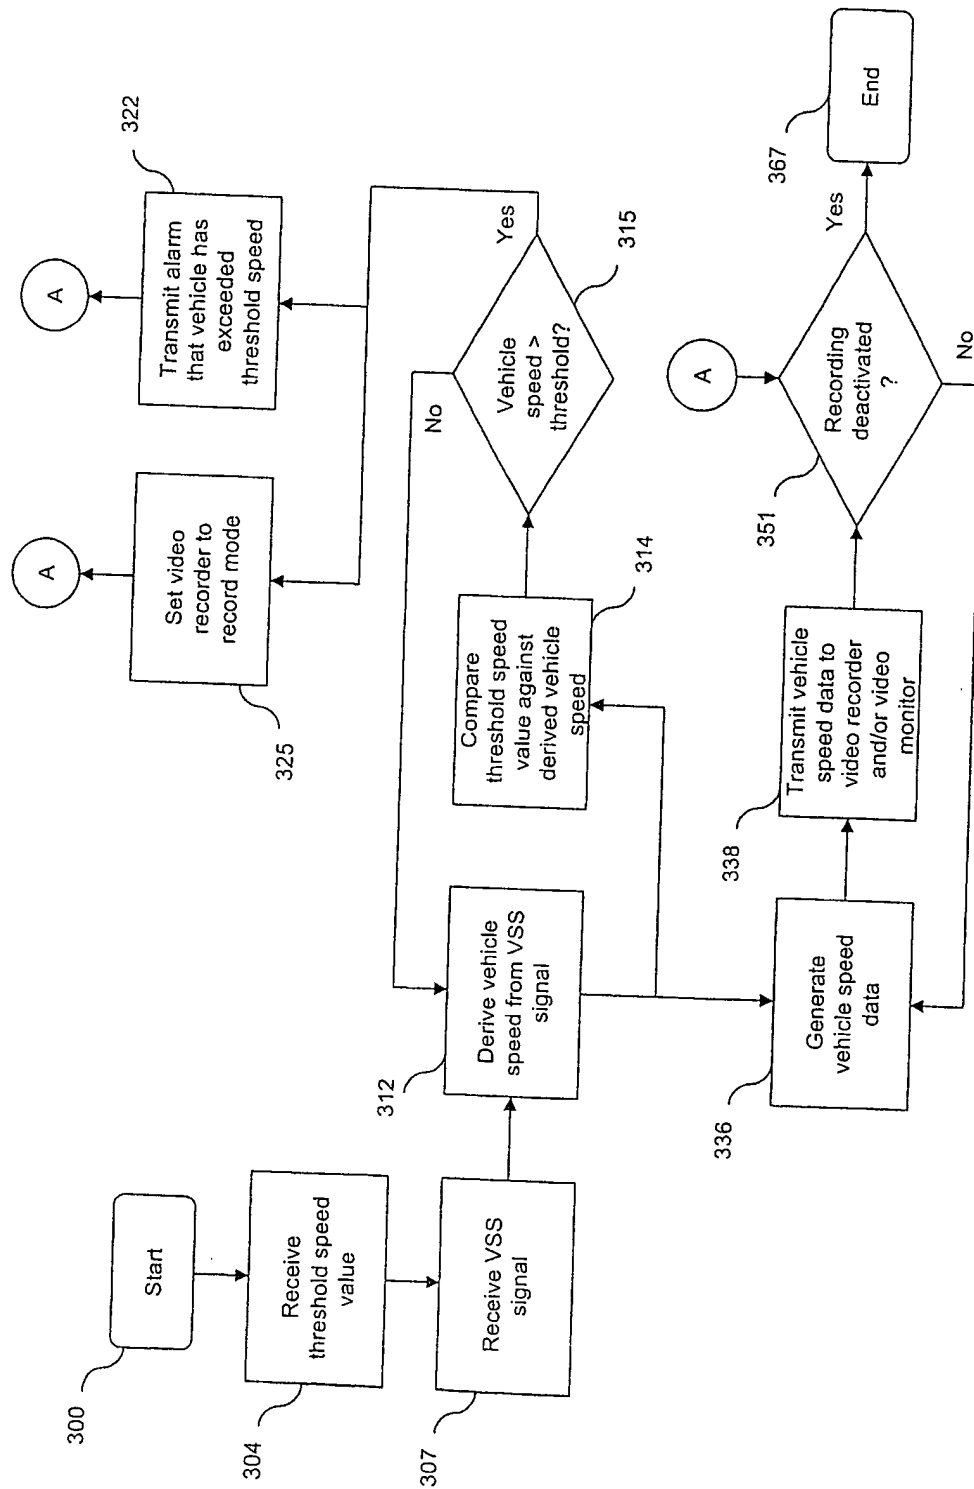 300
Start
304
Receive
threshold speed
value
307
Receive VSS
signal
312
Derive vehicle
speed from VSS
signal
314
Compare
threshold speed
value against
derived vehicle
speed
315
Vehicle
speed >
threshold?
No
Yes
325
Set video
recorder to
record mode
A
322
Transmit alarm
that vehicle has
exceeded
threshold speed
A
336
Generate
vehicle speed
data
338
Transmit vehicle
speed data to
video recorder
and/or video
monitor
A
351
Recording
deactivated
?
Yes
No
367
End